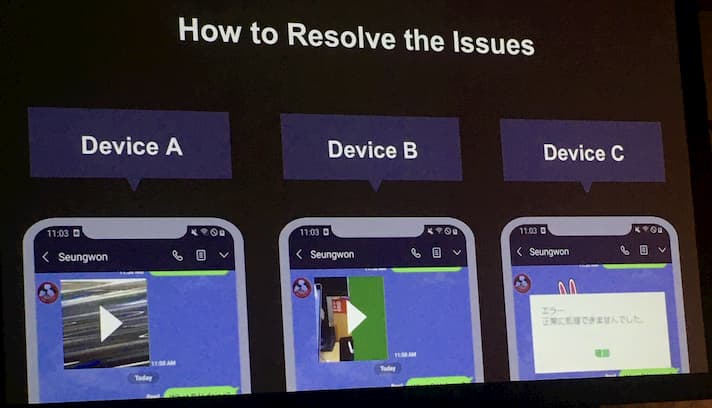 How to Resolve the Issues
Device A
Device B
Device C
11:03
Seungwon
11:58 AM
Today
11:03
Seungwon
11:58 AM
Today
11:03
Seungwon
エラー
正常に処理できませんでした。
確認